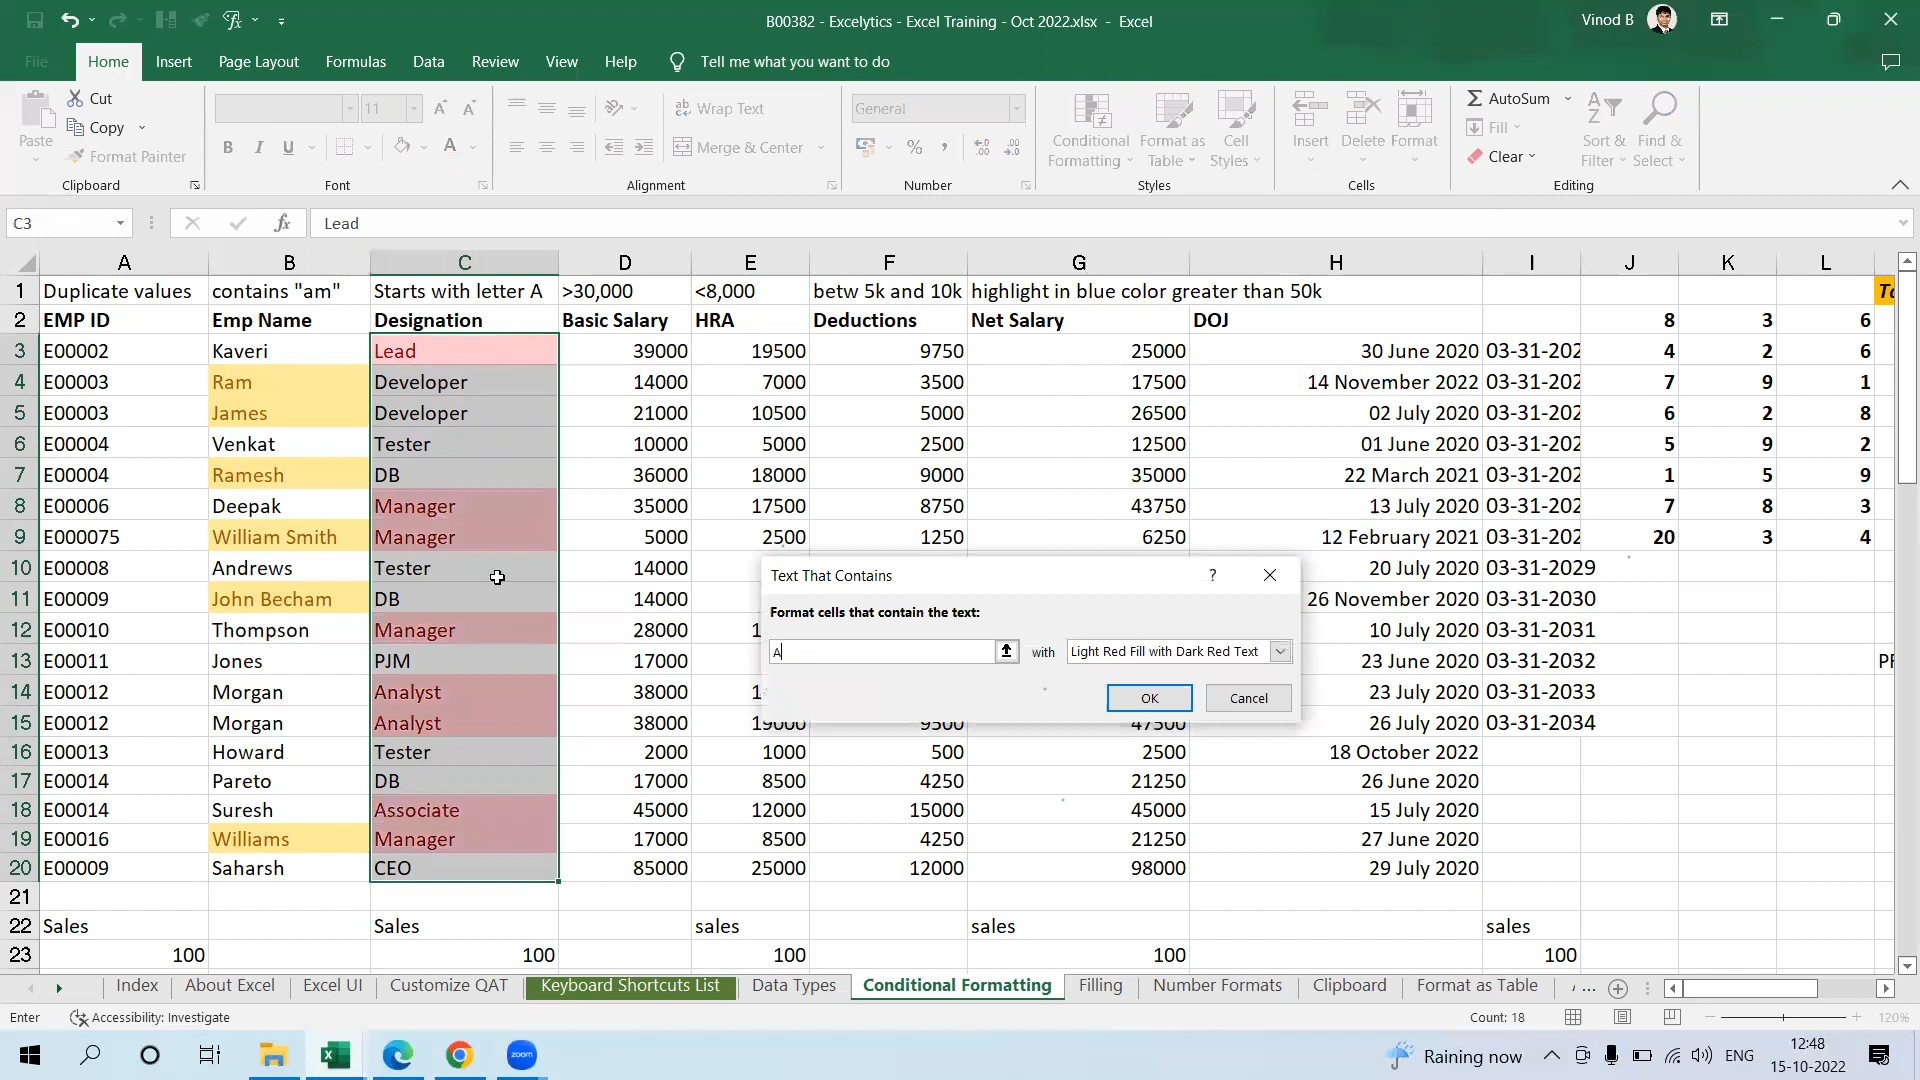 B00382 - Excelytics - Excel Training - Oct 2022.xlsx - Excel
Vinod B
File Home Insert Page Layout Formulas Data Review View Help Tell me what you want to do
Paste Cut Copy Format Painter Clipboard
11 B I U Font
Wrap Text Merge & Center Alignment
General % Number
Conditional Formatting Format as Table Cell Styles Styles
Insert Delete Format Cells
AutoSum Fill Clear Sort & Filter Find & Select Editing
C3 fx Lead
A B C D E F G H I J K L
1 Duplicate values contains "am" Starts with letter A >30,000 <8,000 betw 5k and 10k highlight in blue color greater than 50k
2 EMP ID Emp Name Designation Basic Salary HRA Deductions Net Salary DOJ 8 3 6
3 E00002 Kaveri Lead 39000 19500 9750 25000 30 June 2020 03-31-202 4 2 6
4 E00003 Ram Developer 14000 7000 3500 17500 14 November 2022 03-31-202 7 9 1
5 E00003 James Developer 21000 10500 5000 26500 02 July 2020 03-31-202 6 2 8
6 E00004 Venkat Tester 10000 5000 2500 12500 01 June 2020 03-31-202 5 9 2
7 E00004 Ramesh DB 36000 18000 9000 35000 22 March 2021 03-31-202 1 5 9
8 E00006 Deepak Manager 35000 17500 8750 43750 13 July 2020 03-31-202 7 8 3
9 E000075 William Smith Manager 5000 2500 1250 6250 12 February 2021 03-31-202 20 3 4
10 E00008 Andrews Tester 14000 20 July 2020 03-31-2029
11 E00009 John Becham DB 14000 26 November 2020 03-31-2030
12 E00010 Thompson Manager 28000 1 10 July 2020 03-31-2031
13 E00011 Jones PJM 17000 23 June 2020 03-31-2032
14 E00012 Morgan Analyst 38000 1 23 July 2020 03-31-2033
15 E00012 Morgan Analyst 38000 19000 9500 47500 26 July 2020 03-31-2034
16 E00013 Howard Tester 2000 1000 500 2500 18 October 2022
17 E00014 Pareto DB 17000 8500 4250 21250 26 June 2020
18 E00014 Suresh Associate 45000 12000 15000 45000 15 July 2020
19 E00016 Williams Manager 17000 8500 4250 21250 27 June 2020
20 E00009 Saharsh CEO 85000 25000 12000 98000 29 July 2020
21
22 Sales Sales sales sales sales
23 100 100 100 100 100
Text That Contains ?
Format cells that contain the text:
A with Light Red Fill with Dark Red Text
OK Cancel
Index About Excel Excel UI Customize QAT Keyboard Shortcuts List Data Types Conditional Formatting Filling Number Formats Clipboard Format as Table
Enter Accessibility: Investigate Count: 18 120%
zoom Raining now ENG 12:48
15-10-2022